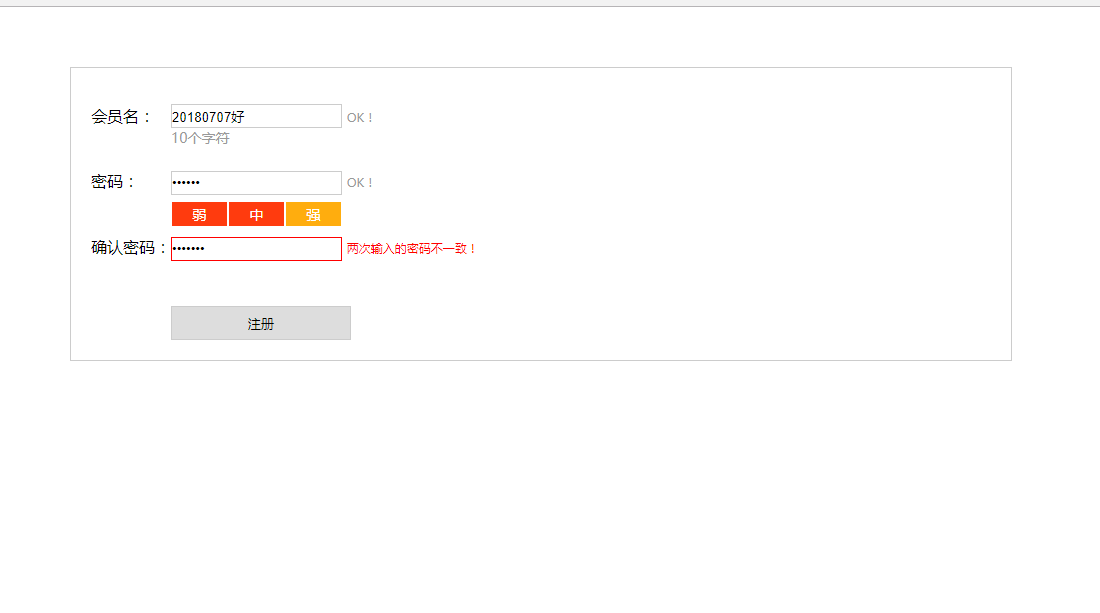 会员名： 20180707好 OK！
10个字符
密码： •••••• OK！
弱 中 强
确认密码： ••••••• 两次输入的密码不一致！
注册